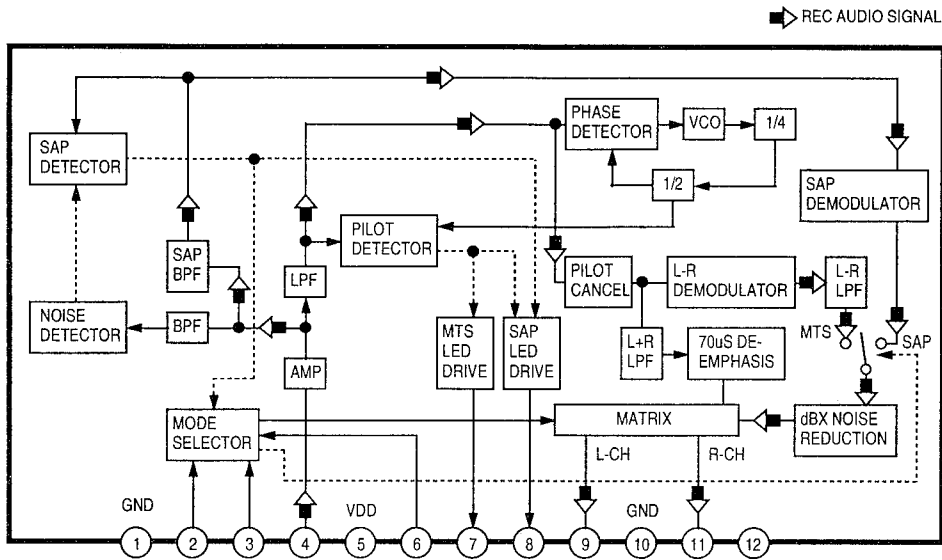 REC AUDIO SIGNAL
PHASE
DETECTOR
VCO
1/4
SAP
DETECTOR
1/2
SAP
DEMODULATOR
PILOT
DETECTOR
SAP
BPF
LPF
PILOT
CANCEL
L-R
DEMODULATOR
L-R
LPF
NOISE
DETECTOR
BPF
MTS
LED
DRIVE
SAP
LED
DRIVE
L+R
LPF
70uS DE-
EMPHASIS
MTS
SAP
AMP
MODE
SELECTOR
MATRIX
dBX NOISE
REDUCTION
L-CH
R-CH
GND
VDD
GND
1 2 3 4 5 6 7 8 9 10 11 12